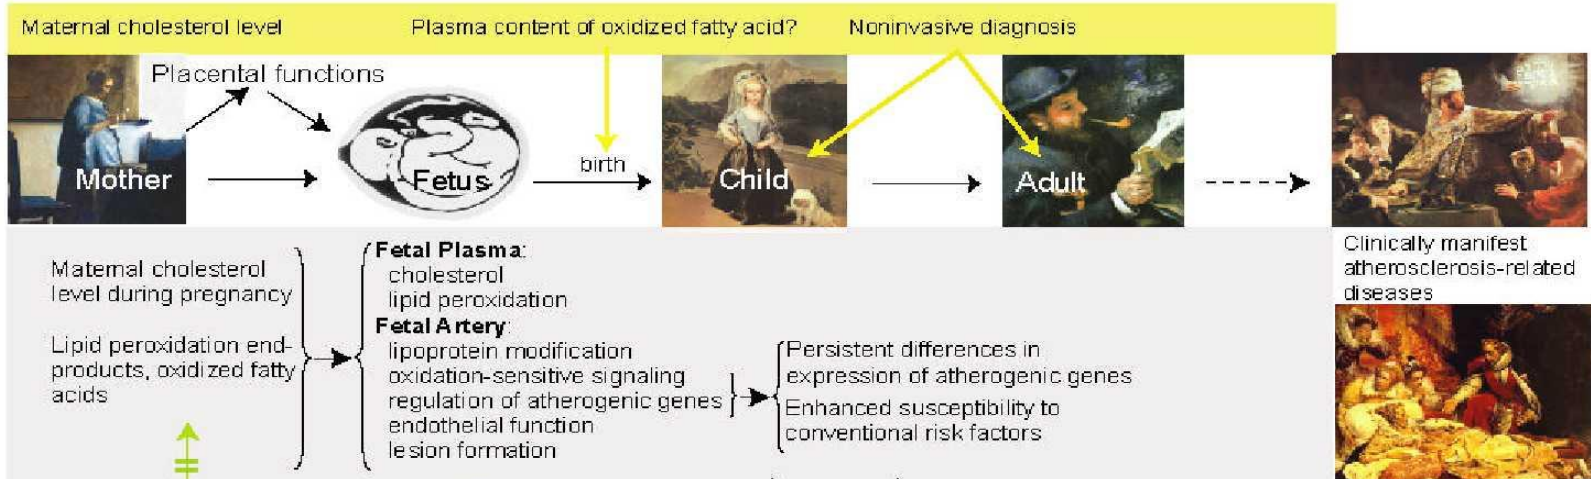 Maternal cholesterol level
Plasma content of oxidized fatty acid?
Noninvasive diagnosis
Placental functions
Mother
Fetus
birth
Child
Adult
Maternal cholesterol
level during pregnancy
Lipid peroxidation end-
products, oxidized fatty
acids
Fetal Plasma:
cholesterol
lipid peroxidation
Fetal Artery:
lipoprotein modification
oxidation-sensitive signaling
regulation of atherogenic genes
endothelial function
lesion formation
Persistent differences in
expression of atherogenic genes
Enhanced susceptibility to
conventional risk factors
Clinically manifest
atherosclerosis-related
diseases